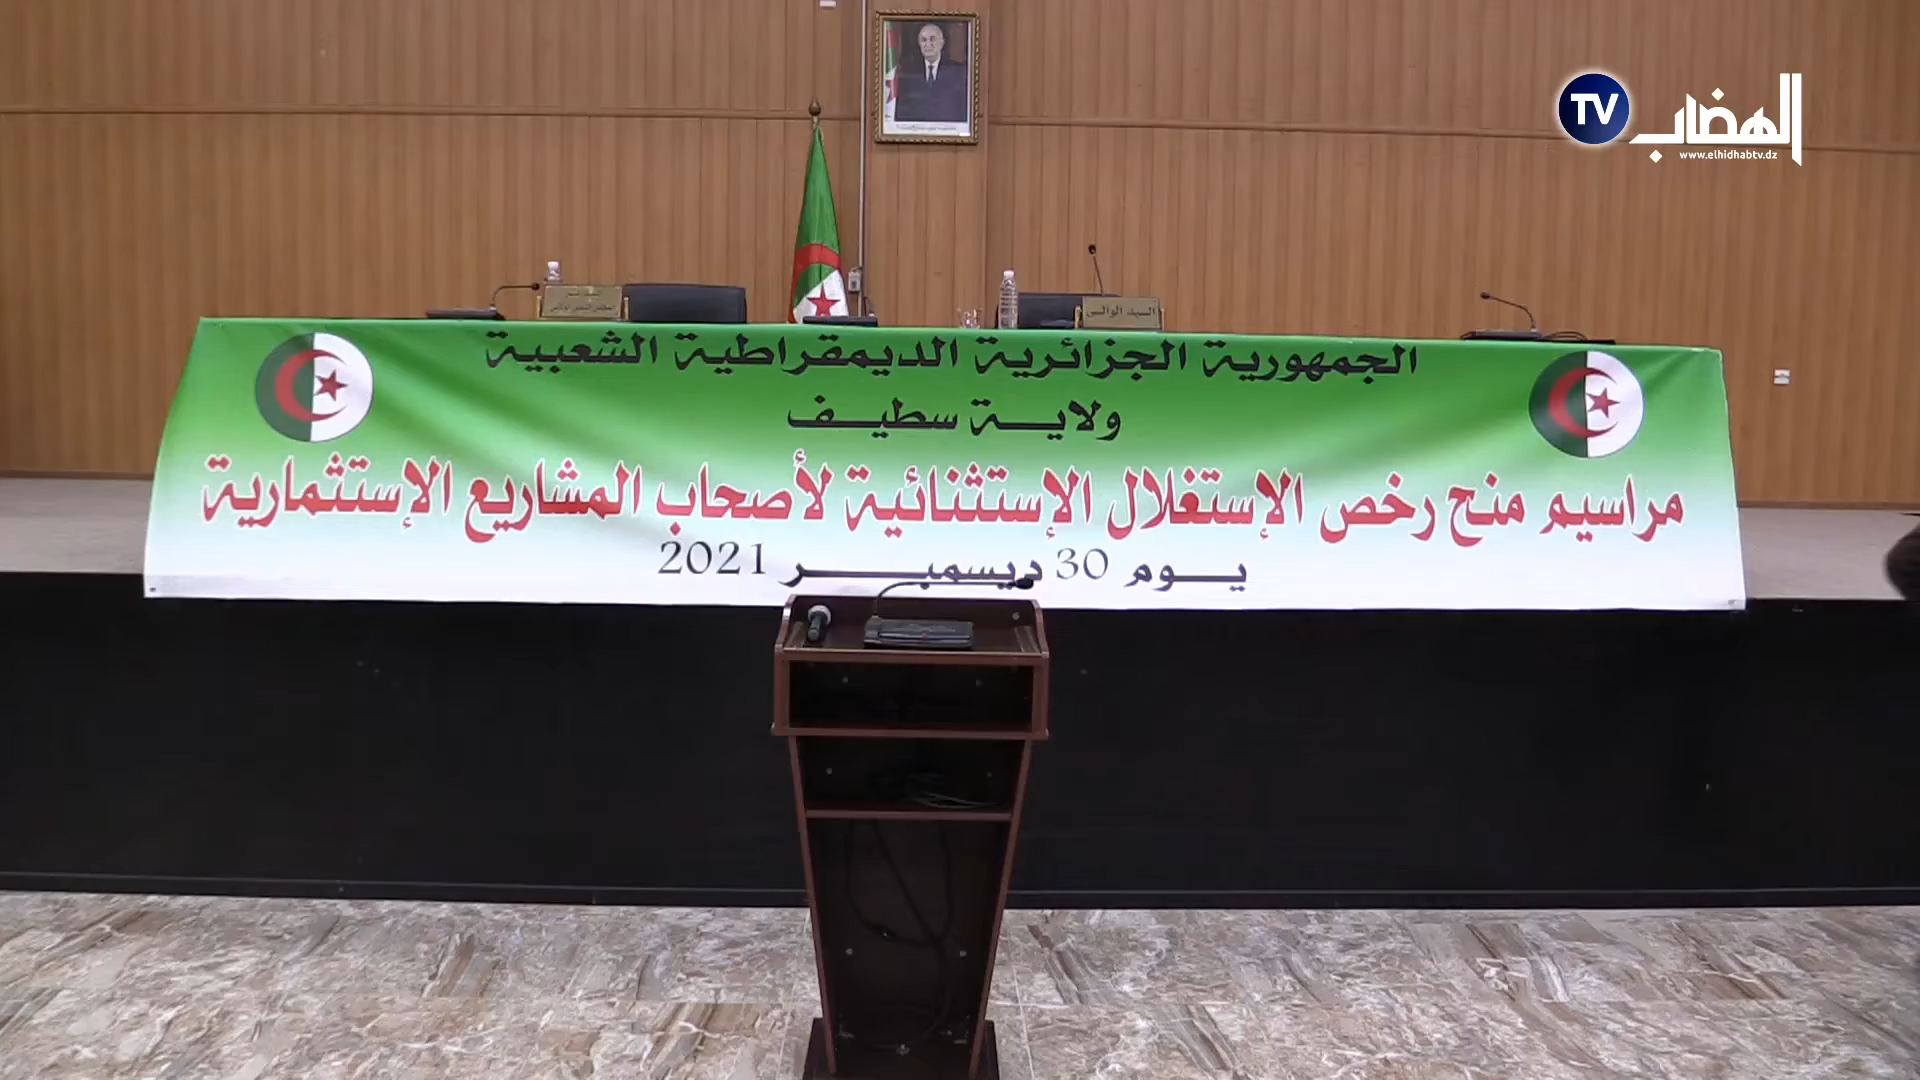 TV الهضاب
www.elhidhabtv.dz
السيد الوالي
الجمهورية الجزائرية الديمقراطية الشعبية
ولاية سطيف
مراسيم منح رخص الإستغلال الإستثنائية لأصحاب المشاريع الإستثمارية
يوم 30 ديسمبر 2021